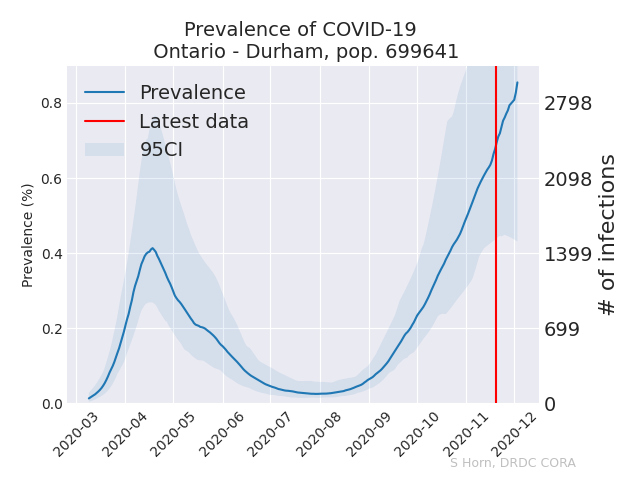 Prevalence of COVID-19
Ontario - Durham, pop. 699641
Prevalence
Latest data
95CI
Prevalence (%)
0.8
0.6
0.4
0.2
0.0
2798
2098
1399
699
0
# of infections
2020-03
2020-04
2020-05
2020-06
2020-07
2020-08
2020-09
2020-10
2020-11
2020-12
S Horn, DRDC CORA